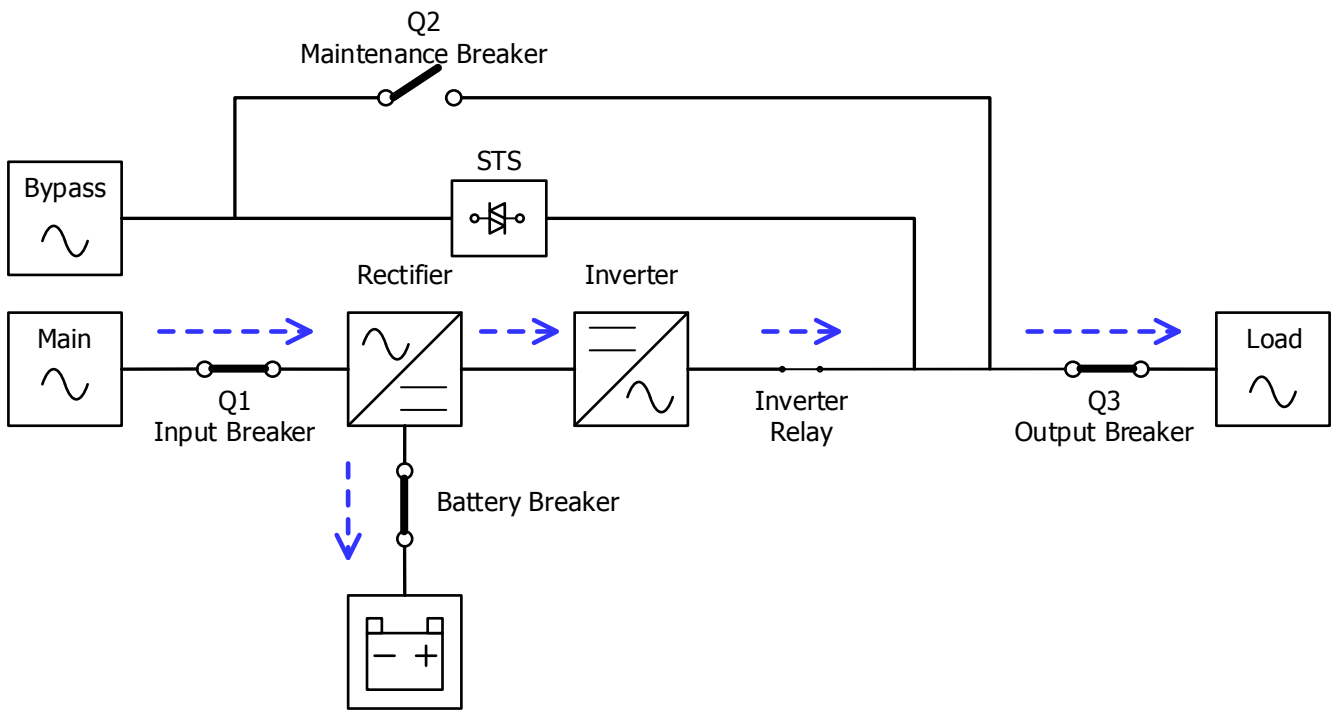 Q2
Maintenance Breaker
STS
Bypass
Rectifier
Inverter
Main
Load
Q1
Input Breaker
Inverter
Relay
Q3
Output Breaker
Battery Breaker
− +